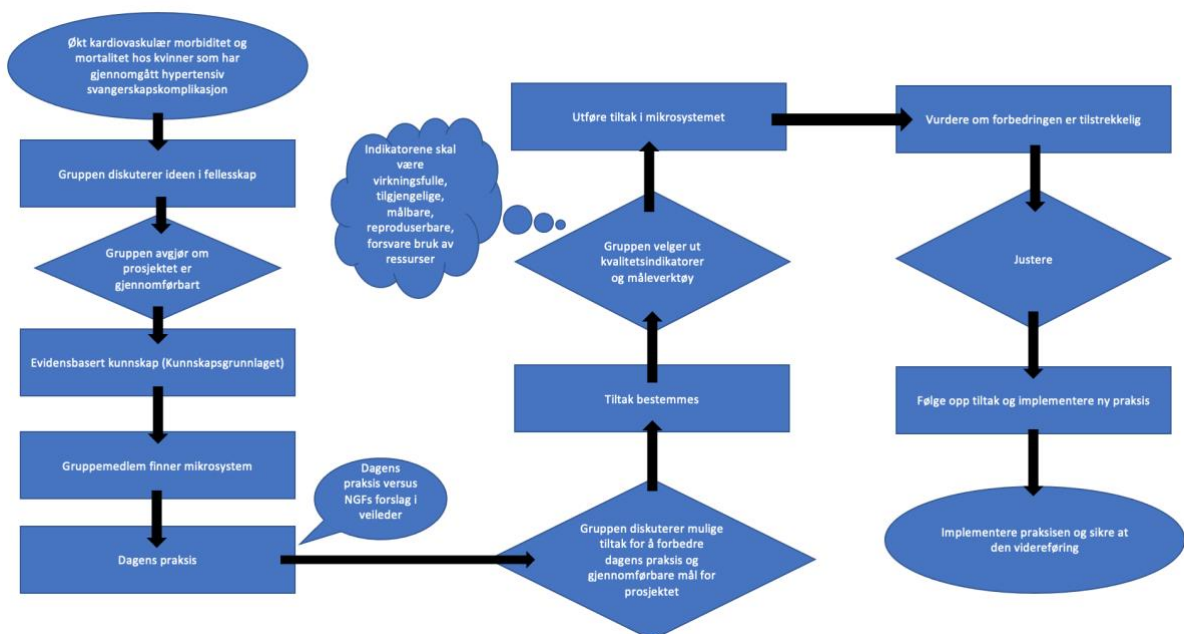 Økt kardiovaskulær morbiditet og
mortalitet hos kvinner som har
gjennomgått hypertensiv
svangerskapskomplikasjon
Gruppen diskuterer ideen i fellesskap
Gruppen avgjør om
prosjektet er
gjennomførbart
Evidensbasert kunnskap (Kunnskapsgrunnlaget)
Gruppemedlem finner mikrosystem
Dagens praksis
Dagens
praksis versus
NGFs forslag i
veileder
Gruppen diskuterer mulige
tiltak for å forbedre
dagens praksis og
gjennomførbare mål for
prosjektet
Tiltak bestemmes
Gruppen velger ut
kvalitetsindikatorer
og måleverktøy
Indikatorene skal
være
virkningsfulle,
tilgjengelige,
målbare,
reproduserbare,
forsvare bruk av
ressurser
Utføre tiltak i mikrosystemet
Vurdere om forbedringen er tilstrekkelig
Justere
Følge opp tiltak og implementere ny praksis
Implementere praksisen og sikre at
den videreføring